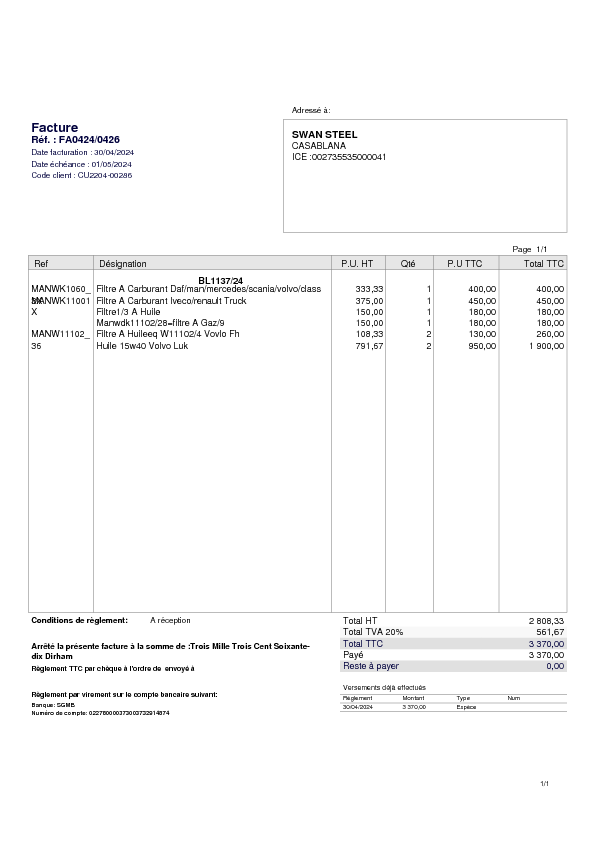 Adressé à:
Facture
Réf. : FA0424/0426
Date facturation : 30/04/2024
Date échéance : 01/05/2024
Code client : CU2204-00286
SWAN STEEL
CASABLANA
ICE :002735535000041
Page 1/1
Ref Désignation P.U. HT Qté P.U TTC Total TTC
BL1137/24
MANWK1060_ Filtre A Carburant Daf/man/mercedes/scania/volvo/class 333,33 1 400,00 400,00
MANWK11001 Filtre A Carburant Iveco/renault Truck 375,00 1 450,00 450,00
X Filtre1/3 A Huile 150,00 1 180,00 180,00
Manwdk11102/28=filtre A Gaz/9 150,00 1 180,00 180,00
MANW11102_ Filtre A Huileeq W11102/4 Vovlo Fh 108,33 2 130,00 260,00
36 Huile 15w40 Volvo Luk 791,67 2 950,00 1 900,00
Conditions de règlement: A réception
Total HT 2 808,33
Total TVA 20% 561,67
Total TTC 3 370,00
Payé 3 370,00
Reste à payer 0,00
Arrêté la présente facture à la somme de :Trois Mille Trois Cent Soixante-
dix Dirham
Règlement TTC par chèque à l'ordre de envoyé à
Règlement par virement sur le compte bancaire suivant:
Banque: SGMB
Numéro de compte: 022780000373003732914874
Versements déjà effectués
Règlement Montant Type Num
30/04/2024 3 370,00 Espèce
1/1